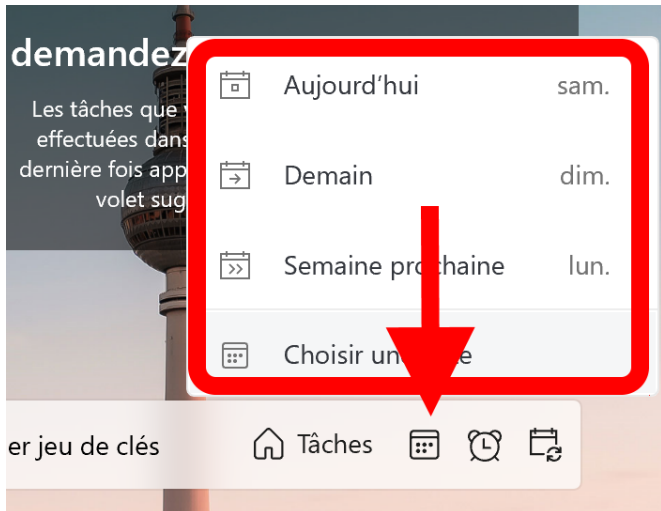 demandez
Les tâches que
effectuées dans
dernière fois app
volet sug
Aujourd'hui sam.
Demain dim.
Semaine prochaine lun.
Choisir
er jeu de clés
Tâches